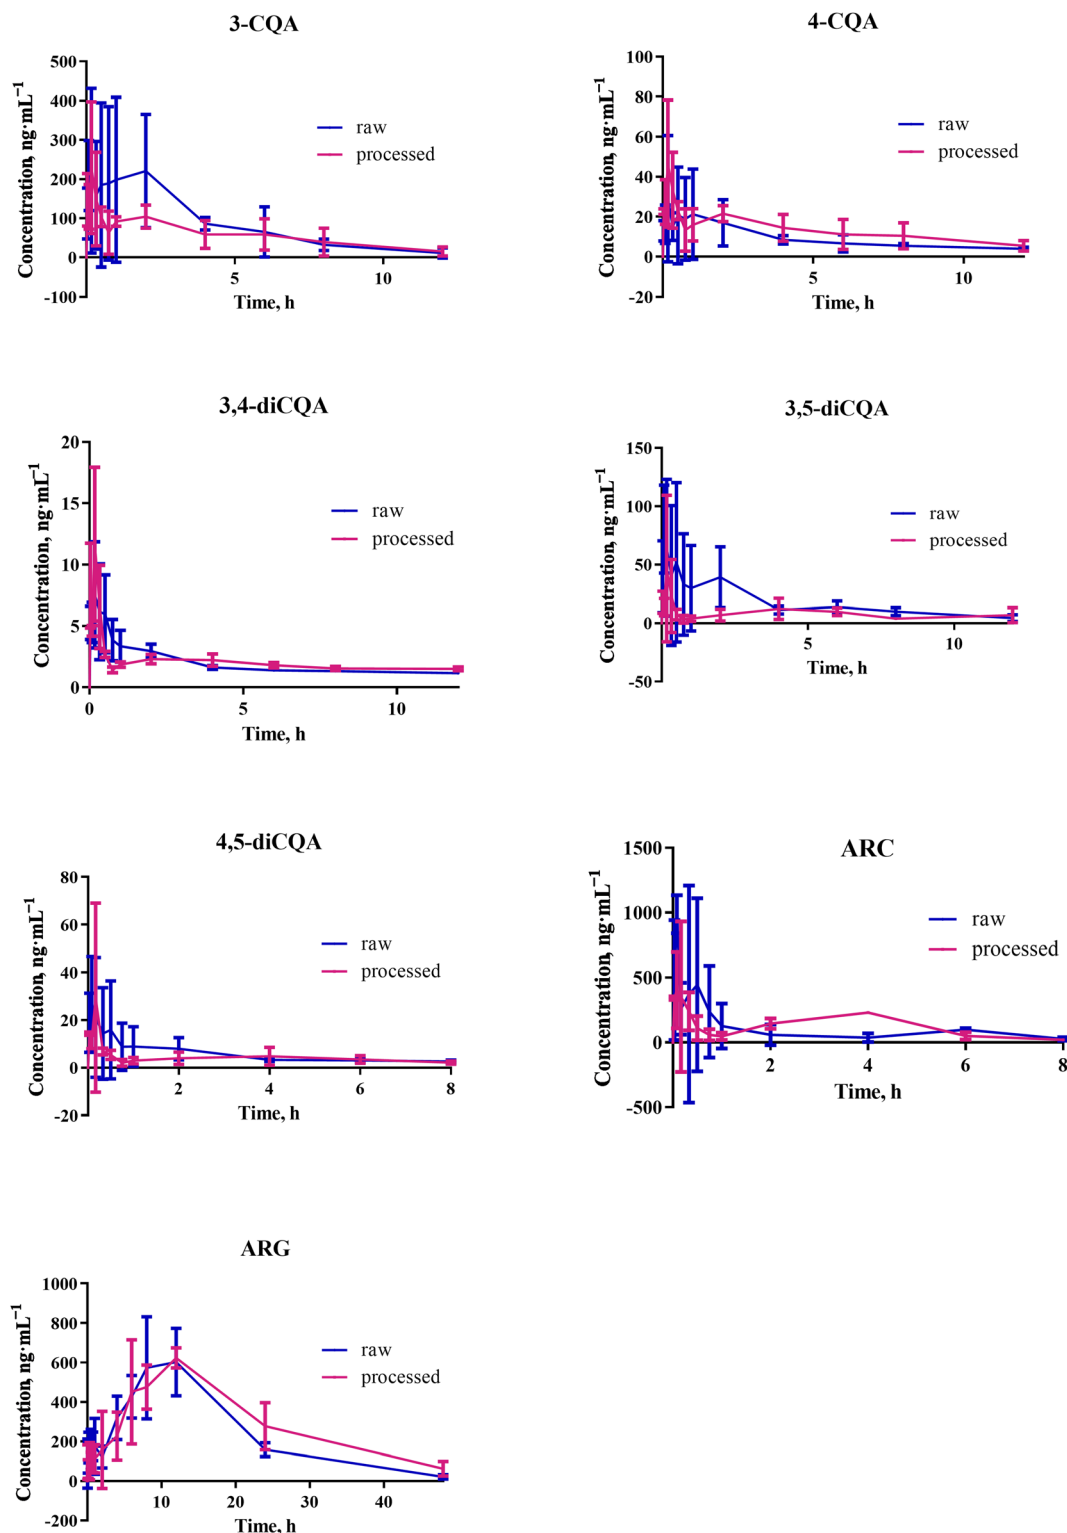 3-CQA
500
400
300
200
100
0
-100
5
10
Concentration, ng·mL⁻¹
Time, h
raw
processed
4-CQA
100
80
60
40
20
0
-20
5
10
Concentration, ng·mL⁻¹
Time, h
raw
processed
3,4-diCQA
20
15
10
5
0
0
5
10
Concentration, ng·mL⁻¹
Time, h
raw
processed
3,5-diCQA
150
100
50
0
-50
5
10
Concentration, ng·mL⁻¹
Time, h
raw
processed
4,5-diCQA
80
60
40
20
0
-20
2
4
6
8
Concentration, ng·mL⁻¹
Time, h
raw
processed
ARC
1500
1000
500
0
-500
2
4
6
8
Concentration, ng·mL⁻¹
Time, h
raw
processed
ARG
1000
800
600
400
200
0
-200
10
20
30
40
Concentration, ng·mL⁻¹
Time, h
raw
processed